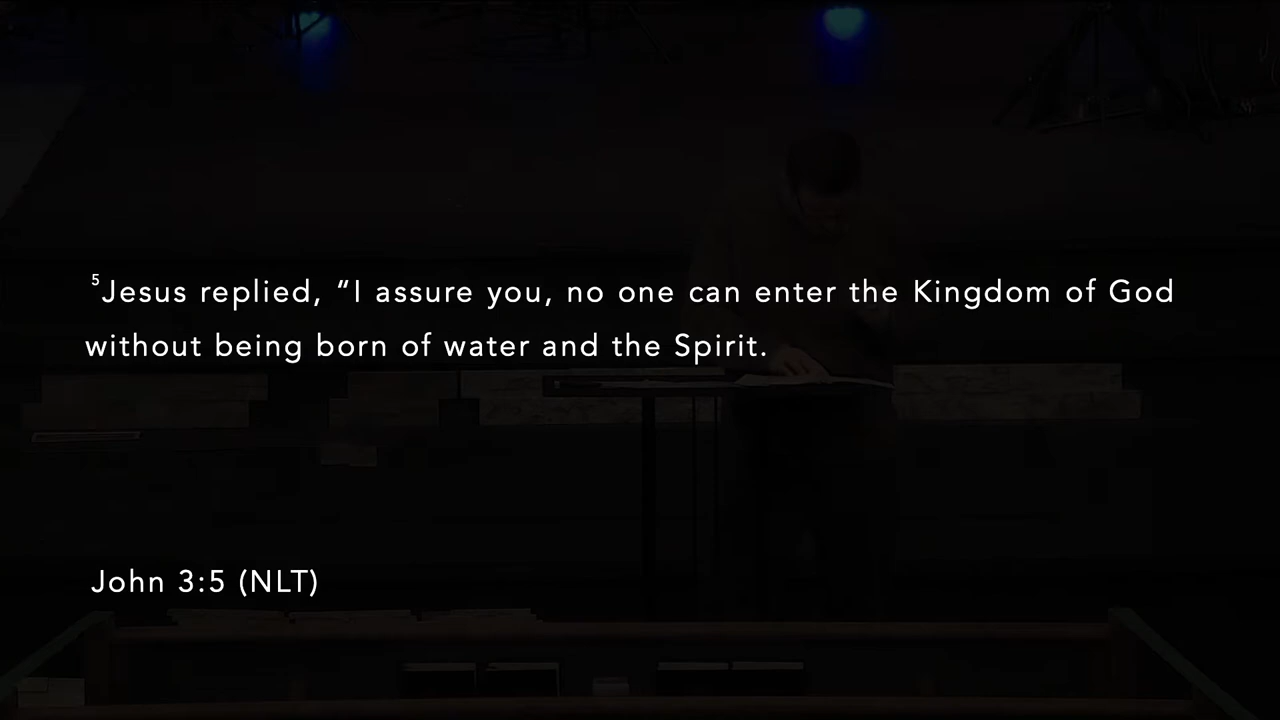 ⁵Jesus replied, “I assure you, no one can enter the Kingdom of God
without being born of water and the Spirit.
John 3:5 (NLT)